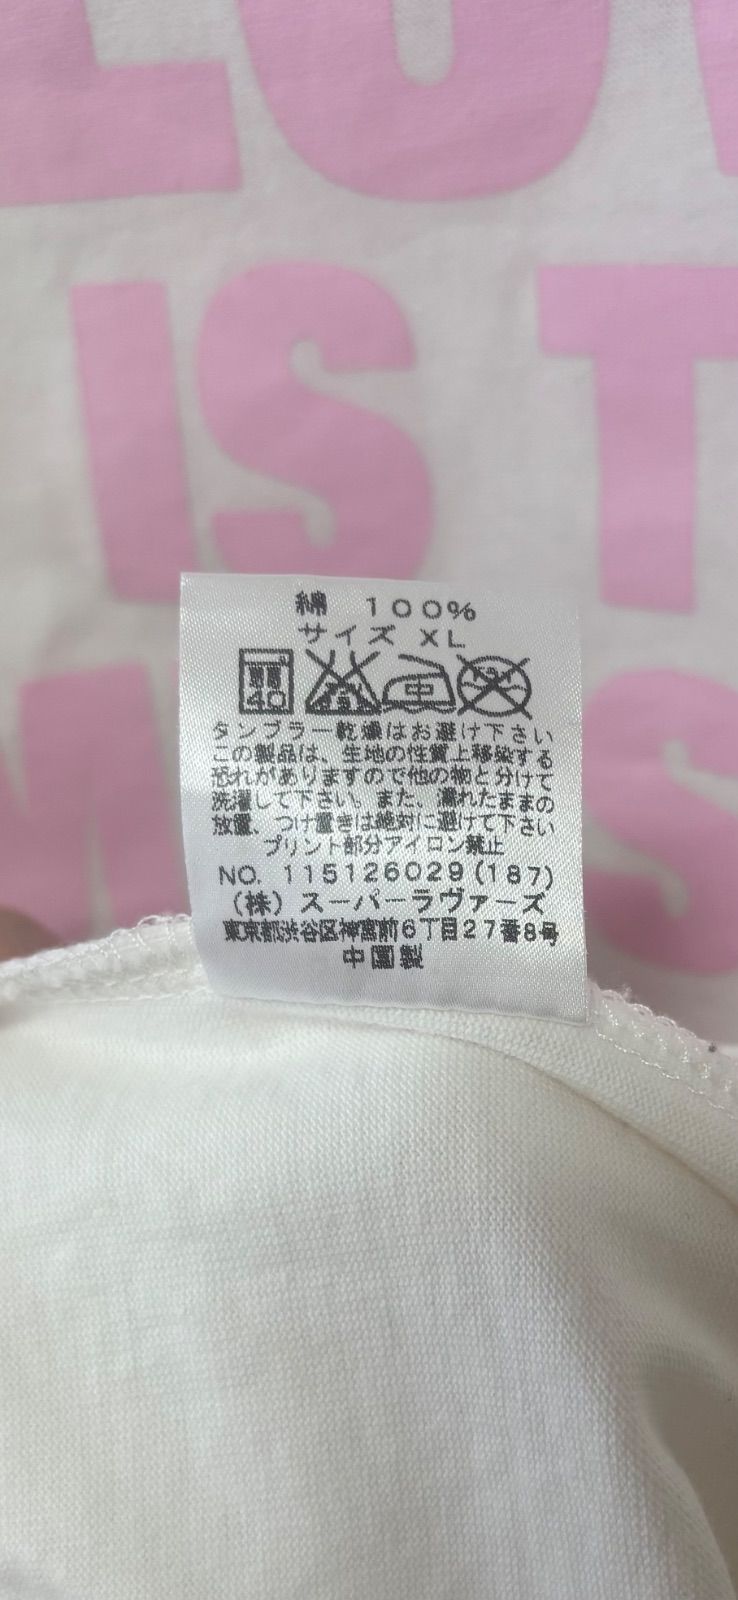 LOV
IS T
M S
綿 100%
サイズ XL
40
中
タンブラー乾燥はお避け下さい
この製品は、生地の性質上移染する
恐れがありますので他の物と分けて
洗濯して下さい。また、濡れたままの
放置、つけ置きは絶対に避けて下さい
プリント部分アイロン禁止
NO. 115126029(187)
(株) スーパーラヴァーズ
東京都渋谷区神宮前6丁目27番8号
中国製